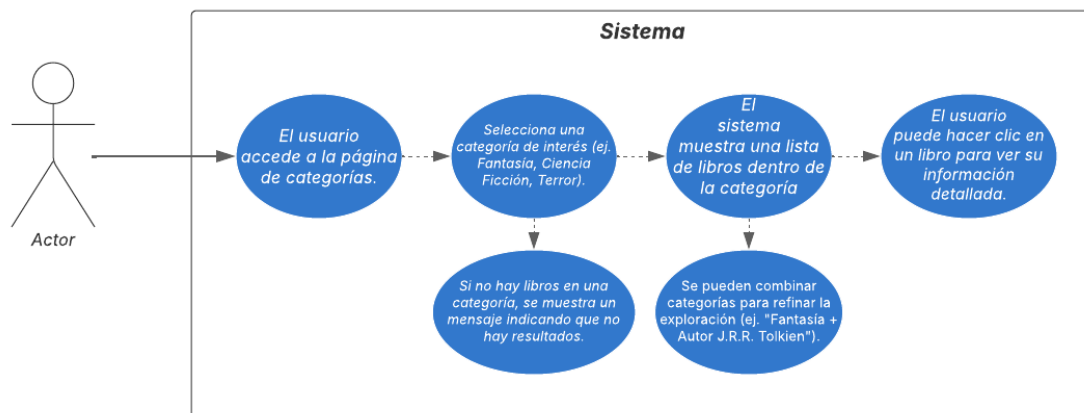 Sistema
Actor
El usuario
accede a la página
de categorías.
Selecciona una
categoría de interés (ej.
Fantasía, Ciencia
Ficción, Terror).
El
sistema
muestra una lista
de libros dentro de
la categoría
El usuario
puede hacer clic en
un libro para ver su
información
detallada.
Si no hay libros en una
categoría, se muestra un
mensaje indicando que no
hay resultados.
Se pueden combinar
categorías para refinar la
exploración (ej. "Fantasía +
Autor J.R.R. Tolkien").